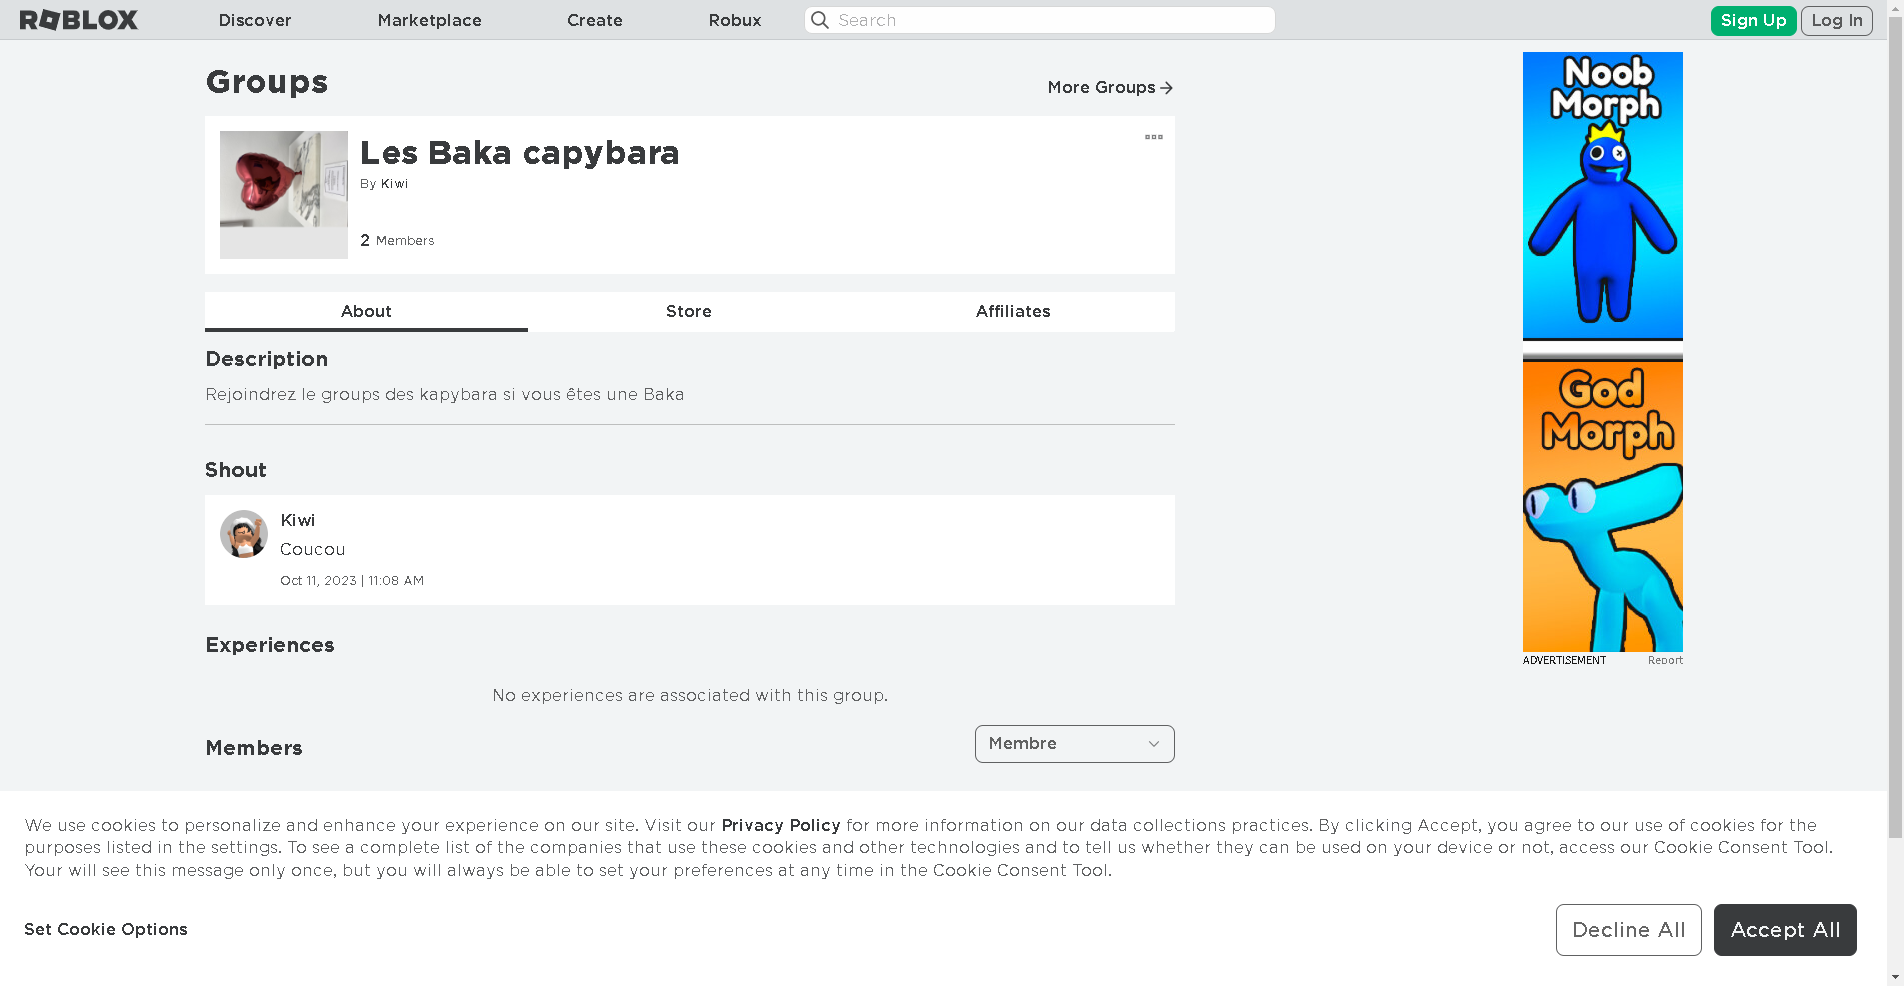 ROBLOX Discover Marketplace Create Robux Search Sign Up Log In
Groups
More Groups
Les Baka capybara
By Kiwi
2 Members
About Store Affiliates
Description
Rejoindrez le groups des kapybara si vous êtes une Baka
Shout
Kiwi
Coucou
Oct 11, 2023 | 11:08 AM
Experiences
No experiences are associated with this group.
Members
Membre
Noob
Morph
God
Morph
ADVERTISEMENT Report
We use cookies to personalize and enhance your experience on our site. Visit our Privacy Policy for more information on our data collections practices. By clicking Accept, you agree to our use of cookies for the
purposes listed in the settings. To see a complete list of the companies that use these cookies and other technologies and to tell us whether they can be used on your device or not, access our Cookie Consent Tool.
Your will see this message only once, but you will always be able to set your preferences at any time in the Cookie Consent Tool.
Set Cookie Options
Decline All
Accept All